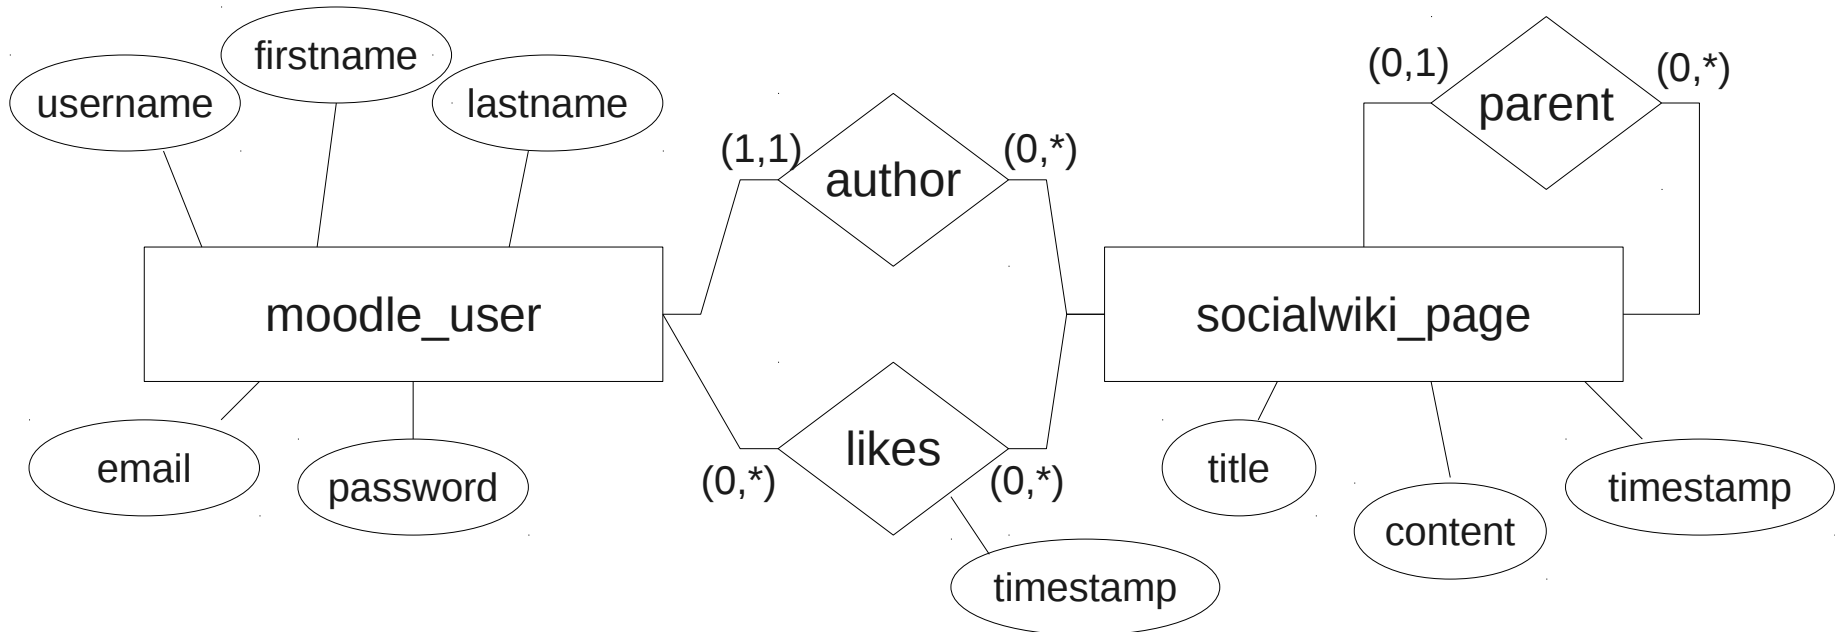 firstname
username
lastname
(0,1)
parent
(0,*)
(1,1)
author
(0,*)
moodle_user
socialwiki_page
email
password
(0,*)
likes
(0,*)
title
content
timestamp
timestamp